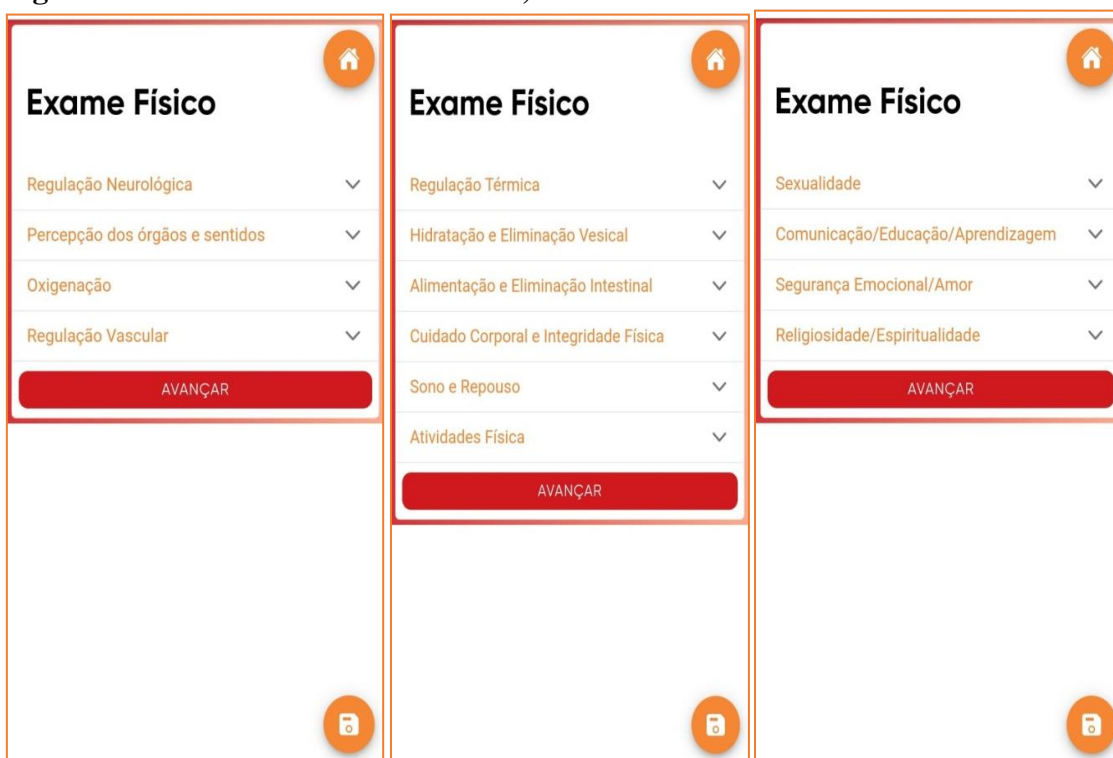 Exame Físico
Regulação Neurológica
Percepção dos órgãos e sentidos
Oxigenação
Regulação Vascular
AVANÇAR
Exame Físico
Regulação Térmica
Hidratação e Eliminação Vesical
Alimentação e Eliminação Intestinal
Cuidado Corporal e Integridade Física
Sono e Repouso
Atividades Física
AVANÇAR
Exame Físico
Sexualidade
Comunicação/Educação/Aprendizagem
Segurança Emocional/Amor
Religiosidade/Espiritualidade
AVANÇAR